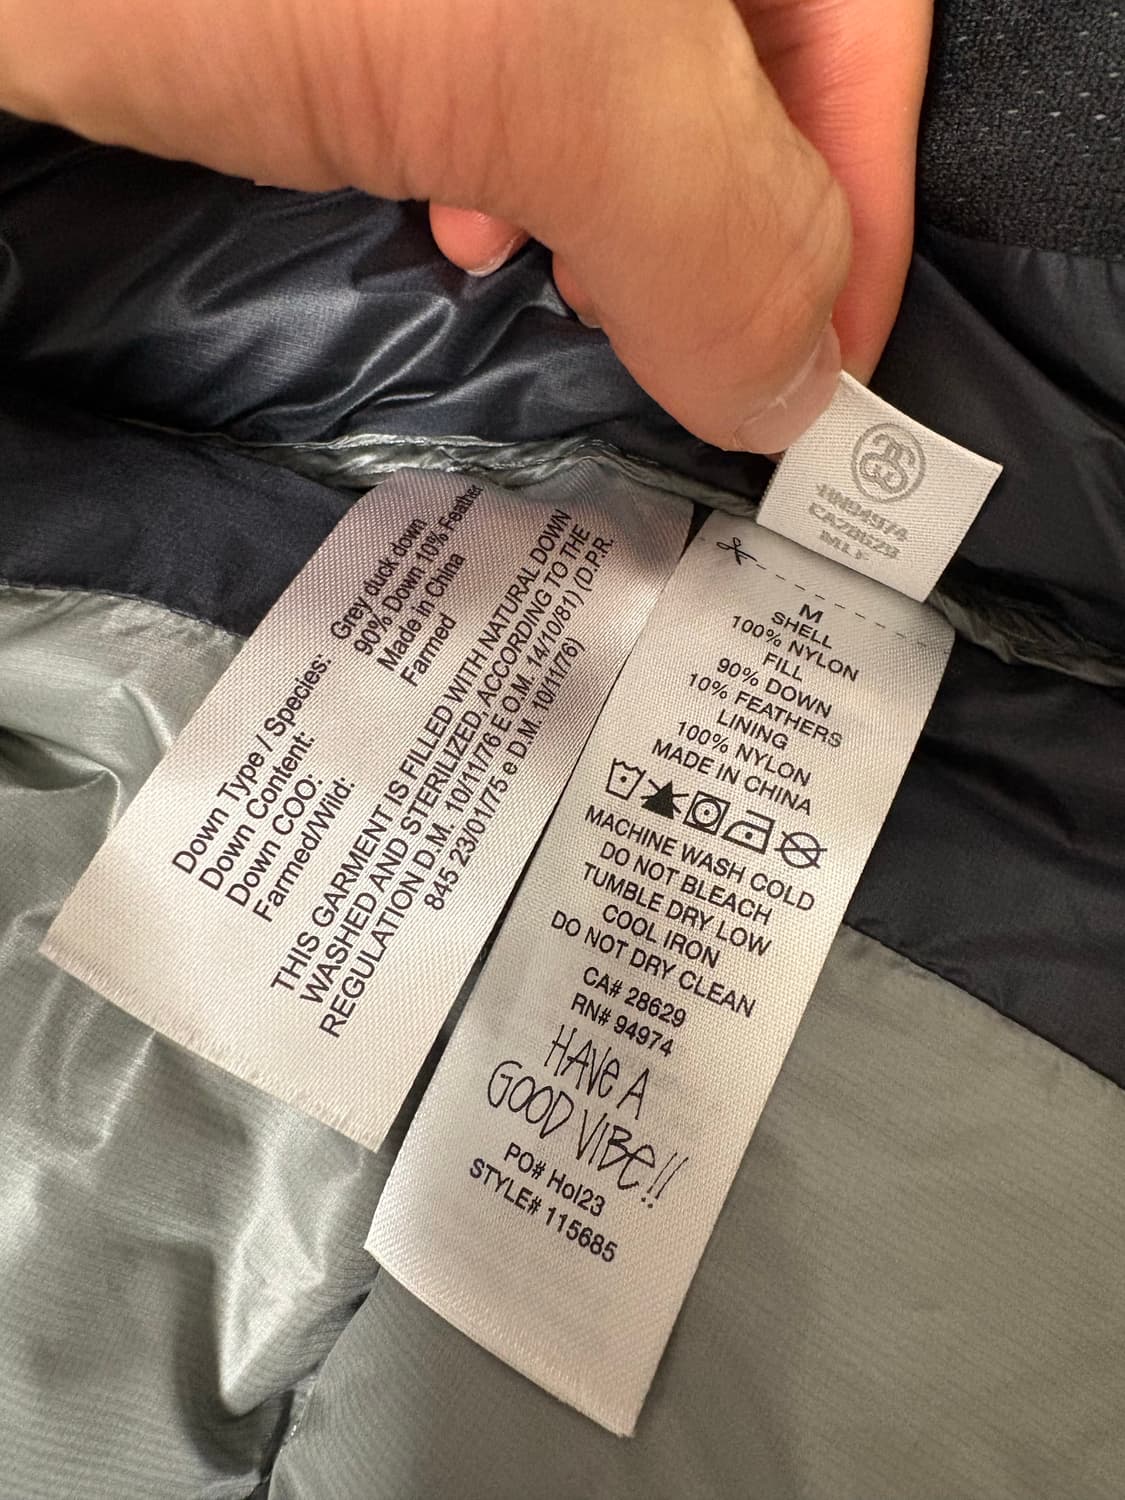 Down Type / Species: Grey duck down
Down Content: 90% Down 10% Feather
Down COO: Made in China
Farmed/Wild: Farmed
THIS GARMENT IS FILLED WITH NATURAL DOWN
WASHED AND STERILIZED, ACCORDING TO THE
REGULATION D.M. 10/11/76 E O.M. 14/10/81) (D.P.R.
845 23/01/75 e D.M. 10/11/76)
RN94974
CA28629
M
SHELL
100% NYLON
FILL
90% DOWN
10% FEATHERS
LINING
100% NYLON
MADE IN CHINA
MACHINE WASH COLD
DO NOT BLEACH
TUMBLE DRY LOW
COOL IRON
DO NOT DRY CLEAN
CA# 28629
RN# 94974
HAVE A
GOOD VIBE!!
PO# Hol23
STYLE# 115685